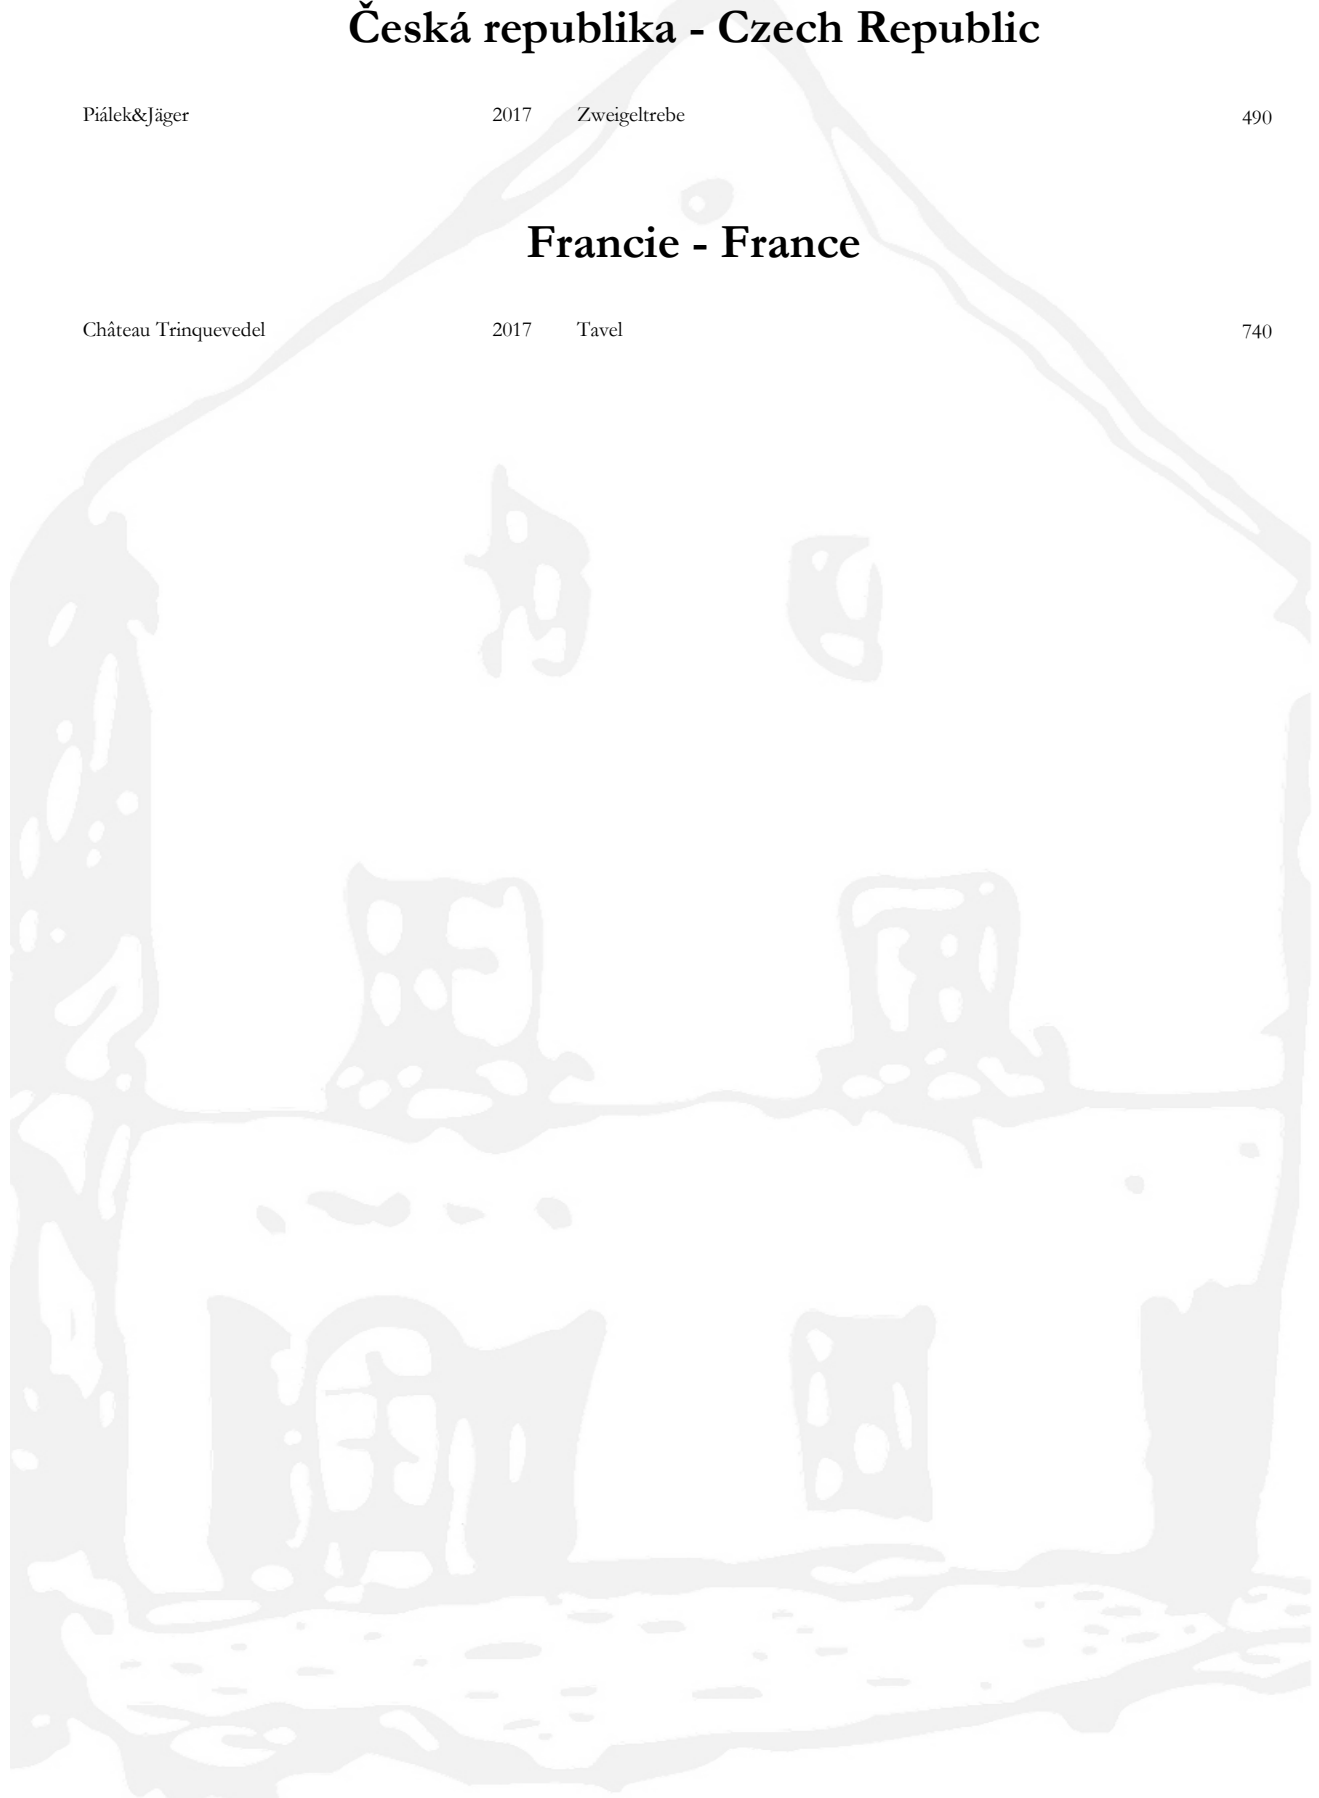 Česká republika - Czech Republic
Piálek&Jäger 2017 Zweigeltrebe 490
Francie - France
Château Trinquevedel 2017 Tavel 740